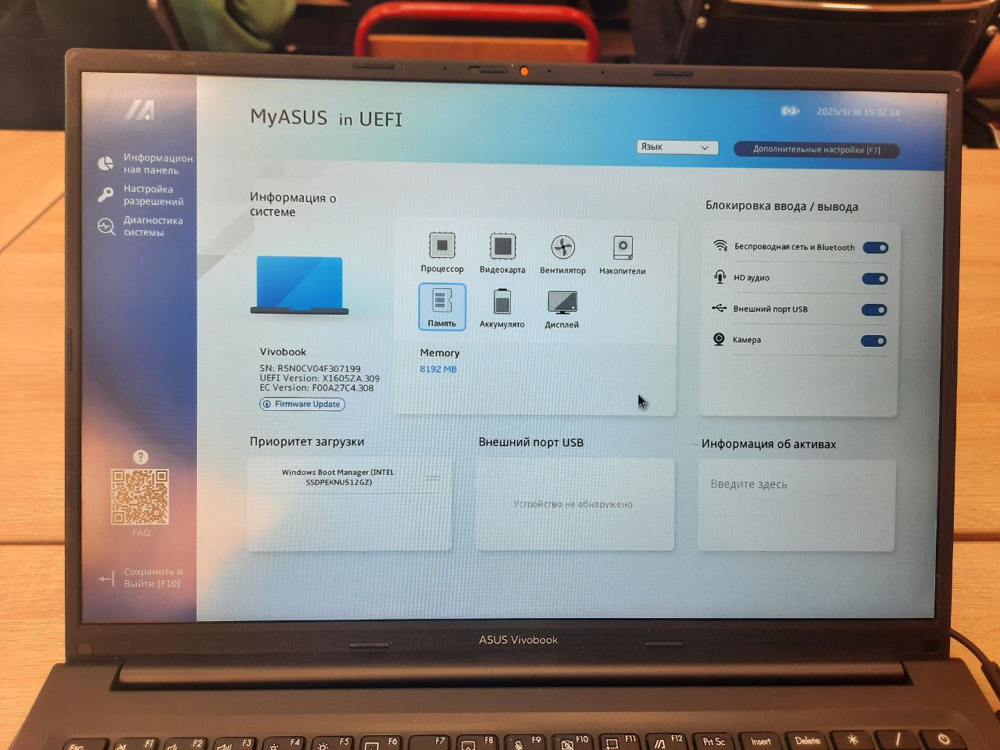 MyASUS in UEFI
2025/9/30 15:32:24
Язык
Дополнительные настройки [F7]
Информацион
ная панель
Настройка
разрешений
Диагностика
системы
Информация о
системе
Процессор
Видеокарта
Вентилятор
Накопители
Память
Аккумулято
Дисплей
Memory
8192 MB
Vivobook
SN: R5N0CV04F307199
UEFI Version: X1605ZA.309
EC Version: F00A27C4.308
Firmware Update
Блокировка ввода / вывода
Беспроводная сеть и Bluetooth
HD аудио
Внешний порт USB
Камера
Приоритет загрузки
Windows Boot Manager (INTEL
SSDPEKNU512GZ)
Внешний порт USB
Устройство не обнаружено
Информация об активах
Введите здесь
?
FAQ
Сохранить и
Выйти [F10]
ASUS Vivobook
Esc F1 F2 F3 F4 F5 F6 F7 F8 F9 F10 F11 F12 Prt Sc Insert Delete * /